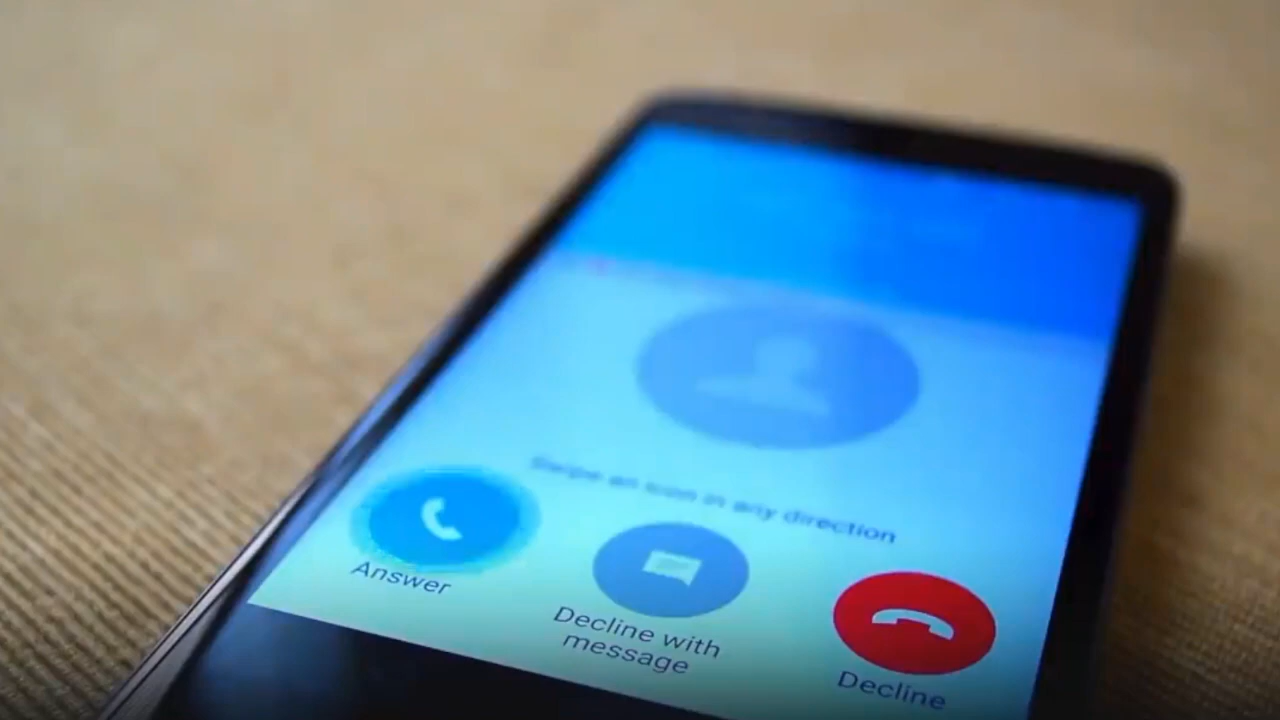 Swipe an icon in any direction
Answer
Decline with
message
Decline